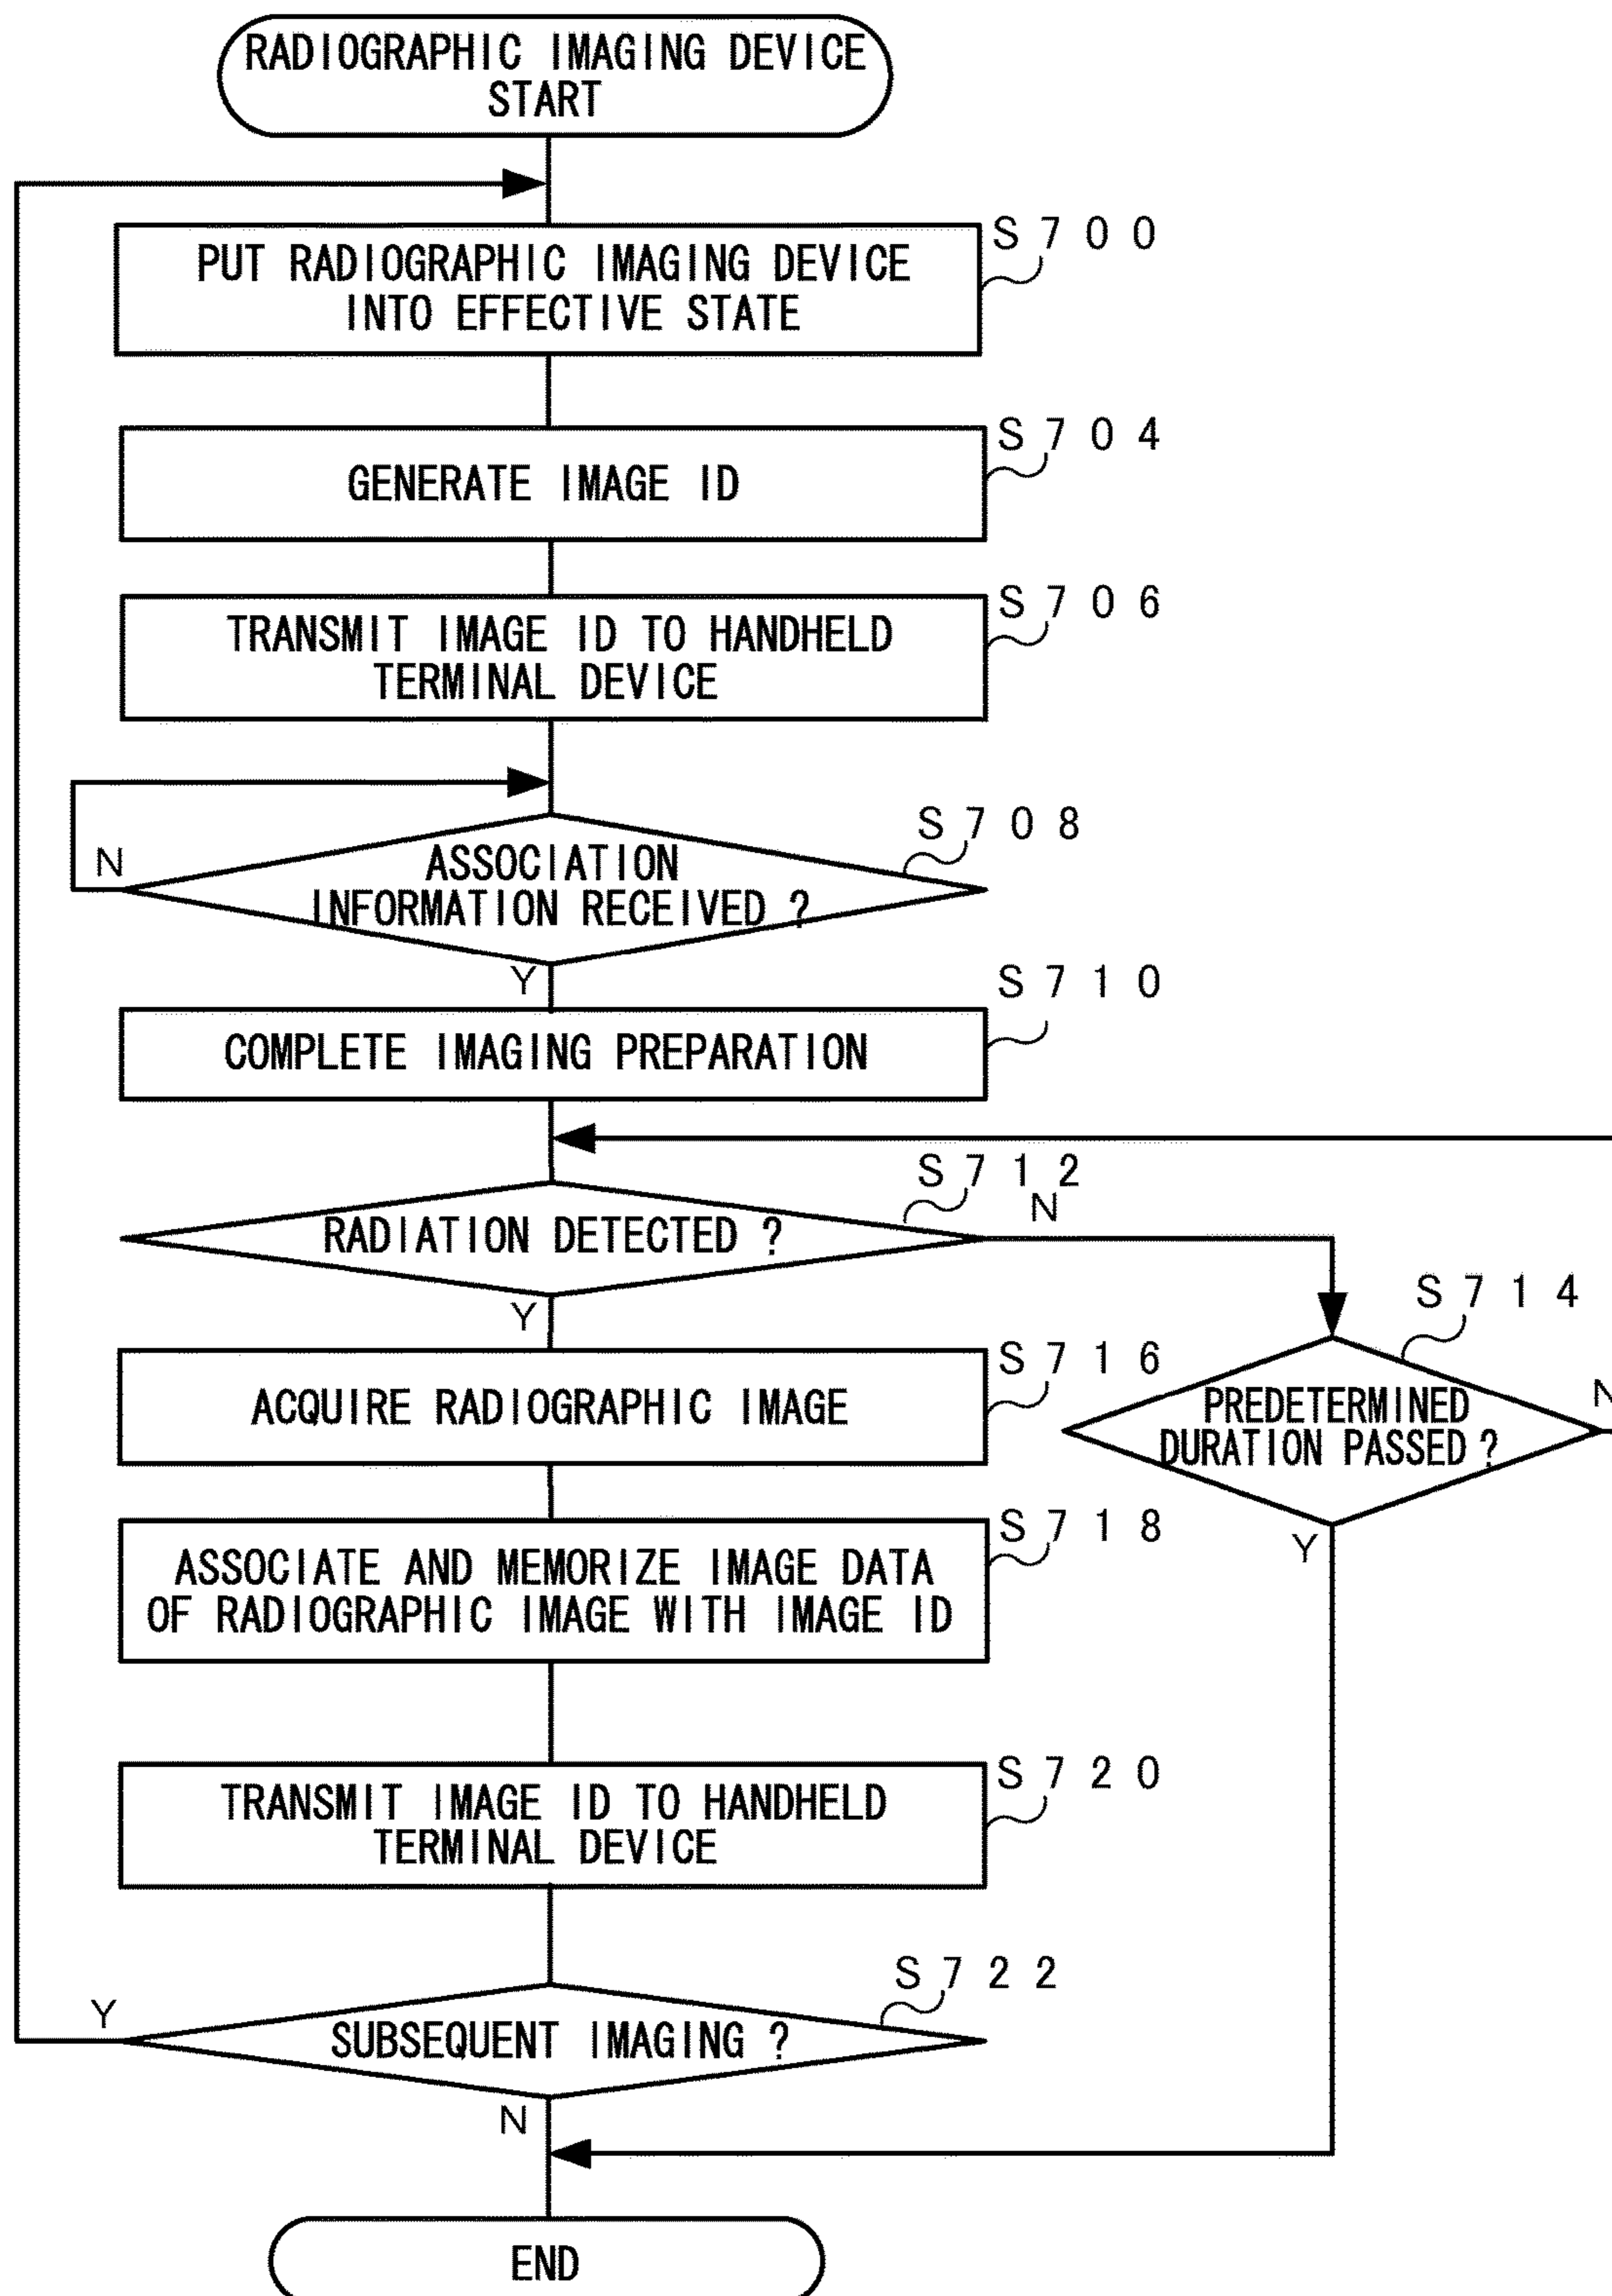 RADIOGRAPHIC IMAGING DEVICE
START
S700
PUT RADIOGRAPHIC IMAGING DEVICE
INTO EFFECTIVE STATE
S704
GENERATE IMAGE ID
S706
TRANSMIT IMAGE ID TO HANDHELD
TERMINAL DEVICE
S708
N
ASSOCIATION
INFORMATION RECEIVED ?
Y
S710
COMPLETE IMAGING PREPARATION
S712
N
RADIATION DETECTED ?
Y
S714
N
PREDETERMINED
DURATION PASSED ?
Y
S716
ACQUIRE RADIOGRAPHIC IMAGE
S718
ASSOCIATE AND MEMORIZE IMAGE DATA
OF RADIOGRAPHIC IMAGE WITH IMAGE ID
S720
TRANSMIT IMAGE ID TO HANDHELD
TERMINAL DEVICE
S722
Y
SUBSEQUENT IMAGING ?
N
END